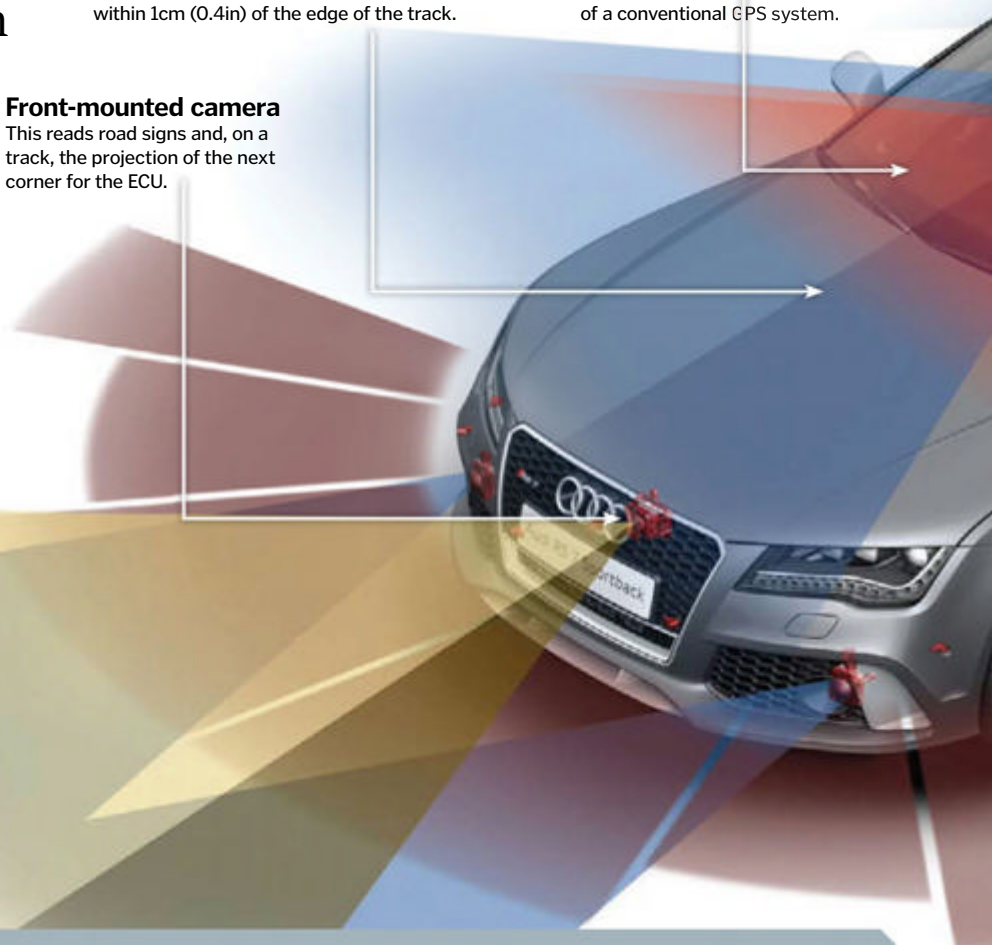 within 1cm (0.4in) of the edge of the track.
of a conventional GPS system.
Front-mounted camera
This reads road signs and, on a
track, the projection of the next
corner for the ECU.